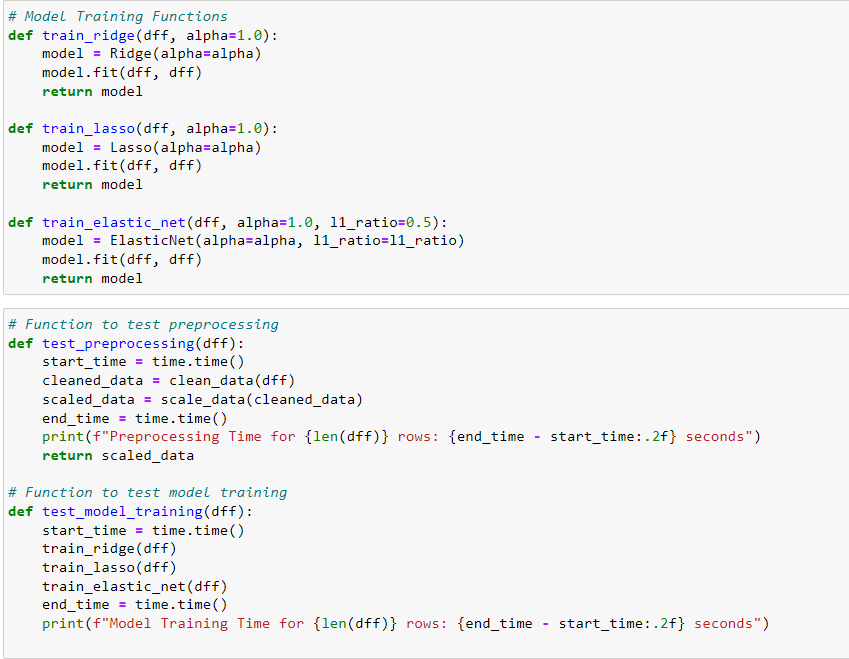 # Model Training Functions
def train_ridge(dff, alpha=1.0):
    model = Ridge(alpha=alpha)
    model.fit(dff, dff)
    return model

def train_lasso(dff, alpha=1.0):
    model = Lasso(alpha=alpha)
    model.fit(dff, dff)
    return model

def train_elastic_net(dff, alpha=1.0, l1_ratio=0.5):
    model = ElasticNet(alpha=alpha, l1_ratio=l1_ratio)
    model.fit(dff, dff)
    return model

# Function to test preprocessing
def test_preprocessing(dff):
    start_time = time.time()
    cleaned_data = clean_data(dff)
    scaled_data = scale_data(cleaned_data)
    end_time = time.time()
    print(f"Preprocessing Time for {len(dff)} rows: {end_time - start_time:.2f} seconds")
    return scaled_data

# Function to test model training
def test_model_training(dff):
    start_time = time.time()
    train_ridge(dff)
    train_lasso(dff)
    train_elastic_net(dff)
    end_time = time.time()
    print(f"Model Training Time for {len(dff)} rows: {end_time - start_time:.2f} seconds")